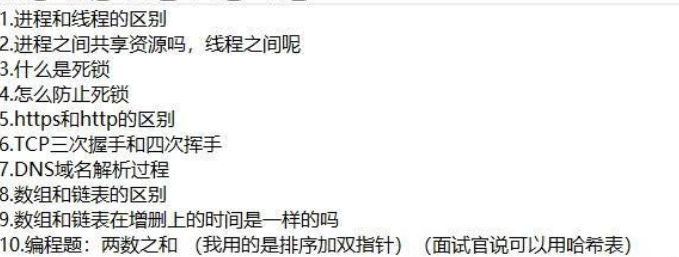 1.进程和线程的区别
2.进程之间共享资源吗，线程之间呢
3.什么是死锁
4.怎么防止死锁
5.https和http的区别
6.TCP三次握手和四次挥手
7.DNS域名解析过程
8.数组和链表的区别
9.数组和链表在增删上的时间是一样的吗
10.编程题：两数之和 （我用的是排序加双指针）（面试官说可以用哈希表）